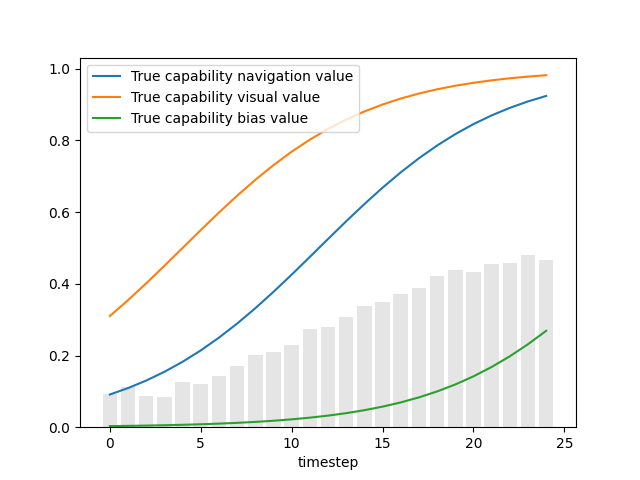 1.0
0.8
0.6
0.4
0.2
0.0
True capability navigation value
True capability visual value
True capability bias value
0 5 10 15 20 25
timestep